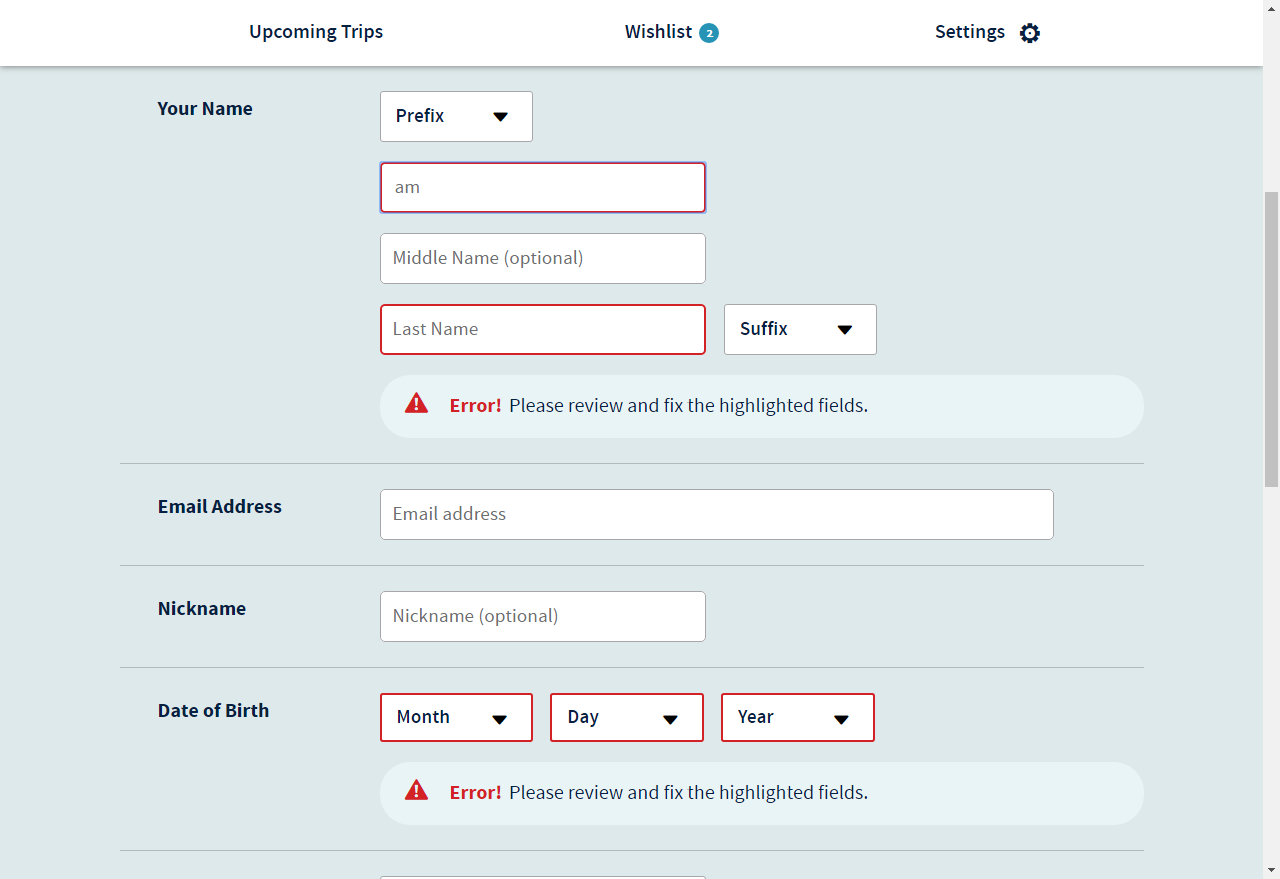 Upcoming Trips Wishlist 2 Settings
Your Name
Prefix
am
Middle Name (optional)
Last Name Suffix
Error! Please review and fix the highlighted fields.
Email Address
Email address
Nickname
Nickname (optional)
Date of Birth
Month Day Year
Error! Please review and fix the highlighted fields.